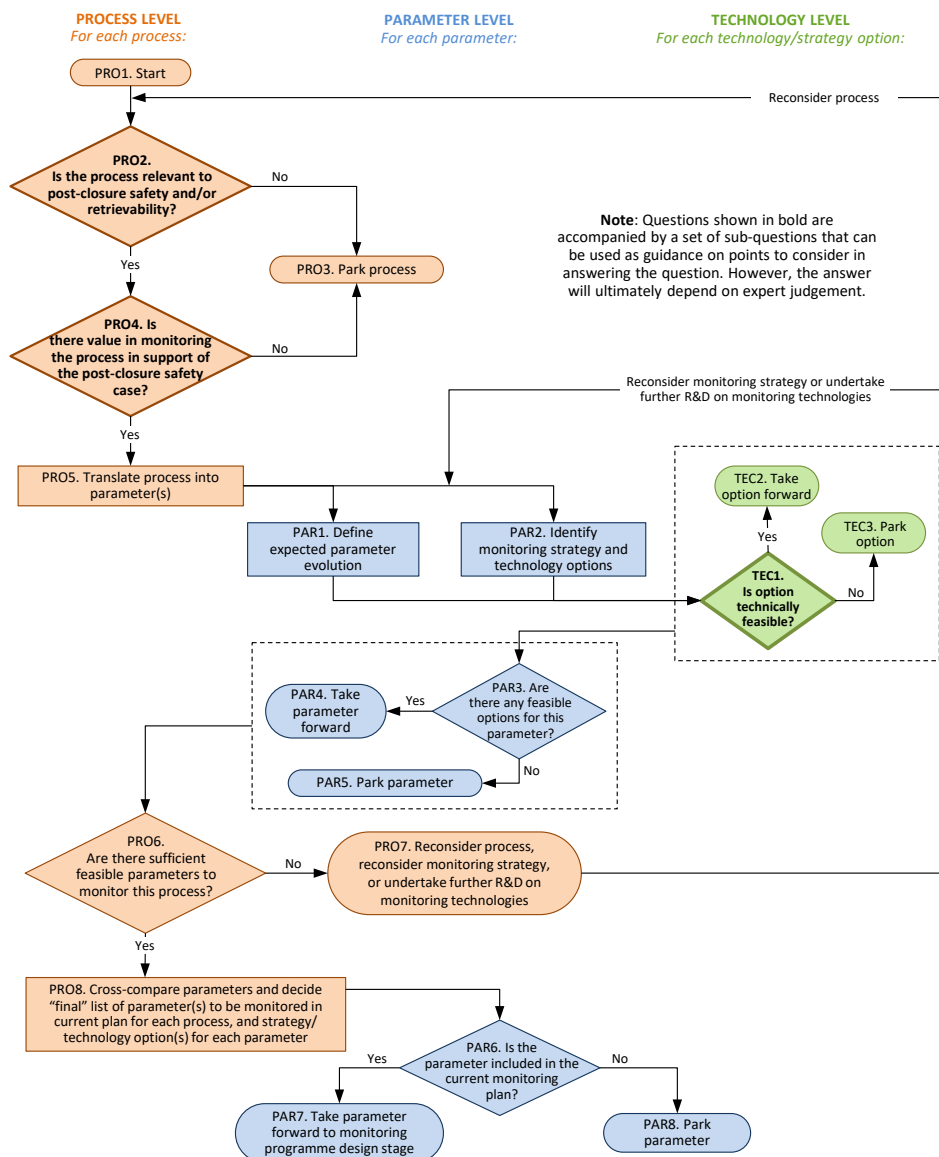 PROCESS LEVEL
For each process:
PARAMETER LEVEL
For each parameter:
TECHNOLOGY LEVEL
For each technology/strategy option:
PRO1. Start
Reconsider process
PRO2.
Is the process relevant to
post-closure safety and/or
retrievability?
No
Yes
PRO3. Park process
Note: Questions shown in bold are
accompanied by a set of sub-questions that can
be used as guidance on points to consider in
answering the question. However, the answer
will ultimately depend on expert judgement.
PRO4. Is
there value in monitoring
the process in support of
the post-closure safety
case?
No
Yes
Reconsider monitoring strategy or undertake
further R&D on monitoring technologies
PRO5. Translate process into
parameter(s)
PAR1. Define
expected parameter
evolution
PAR2. Identify
monitoring strategy and
technology options
TEC2. Take
option forward
TEC3. Park
option
Yes
TEC1.
Is option
technically
feasible?
No
PAR3. Are
there any feasible
options for this
parameter?
Yes
PAR4. Take
parameter
forward
No
PAR5. Park parameter
PRO6.
Are there sufficient
feasible parameters to
monitor this process?
No
Yes
PRO7. Reconsider process,
reconsider monitoring strategy,
or undertake further R&D on
monitoring technologies
PRO8. Cross-compare parameters and decide
“final” list of parameter(s) to be monitored in
current plan for each process, and strategy/
technology option(s) for each parameter
PAR6. Is the
parameter included in the
current monitoring
plan?
Yes
No
PAR7. Take parameter
forward to monitoring
programme design stage
PAR8. Park
parameter